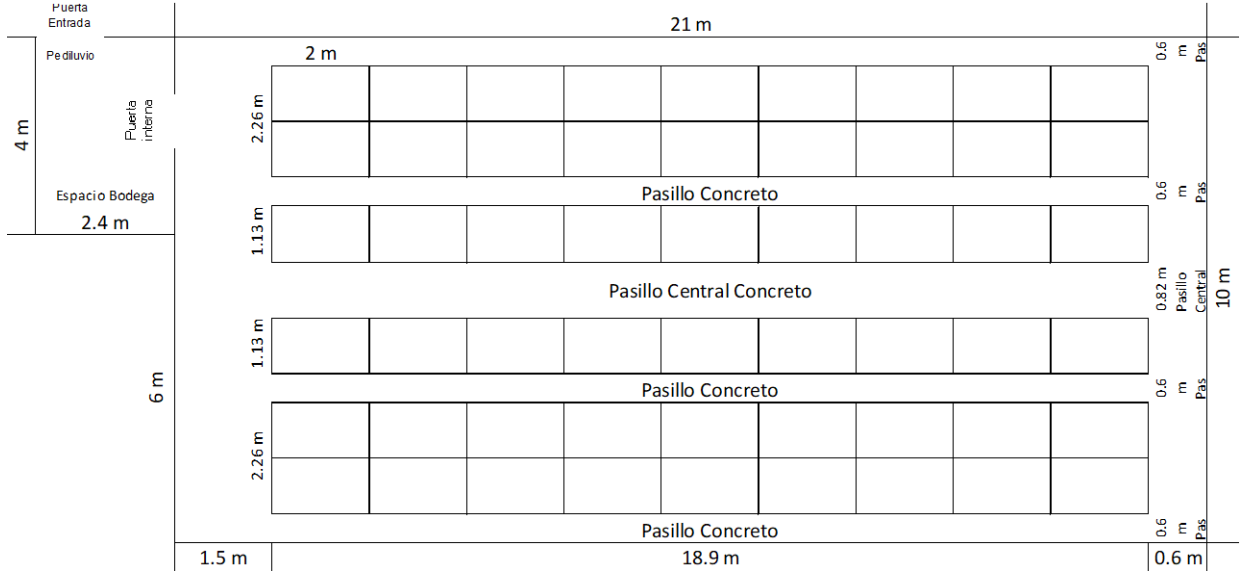 Puerta
Entrada
21 m
Pediluvio
2 m
0.6
m
Pas
Puerta
interna
2.26 m
4 m
Espacio Bodega
2.4 m
Pasillo Concreto
0.6
m
Pas
1.13 m
Pasillo Central Concreto
0.82 m
Pasillo
Central
10 m
1.13 m
6 m
Pasillo Concreto
0.6
m
Pas
2.26 m
Pasillo Concreto
0.6
m
Pas
1.5 m
18.9 m
0.6 m